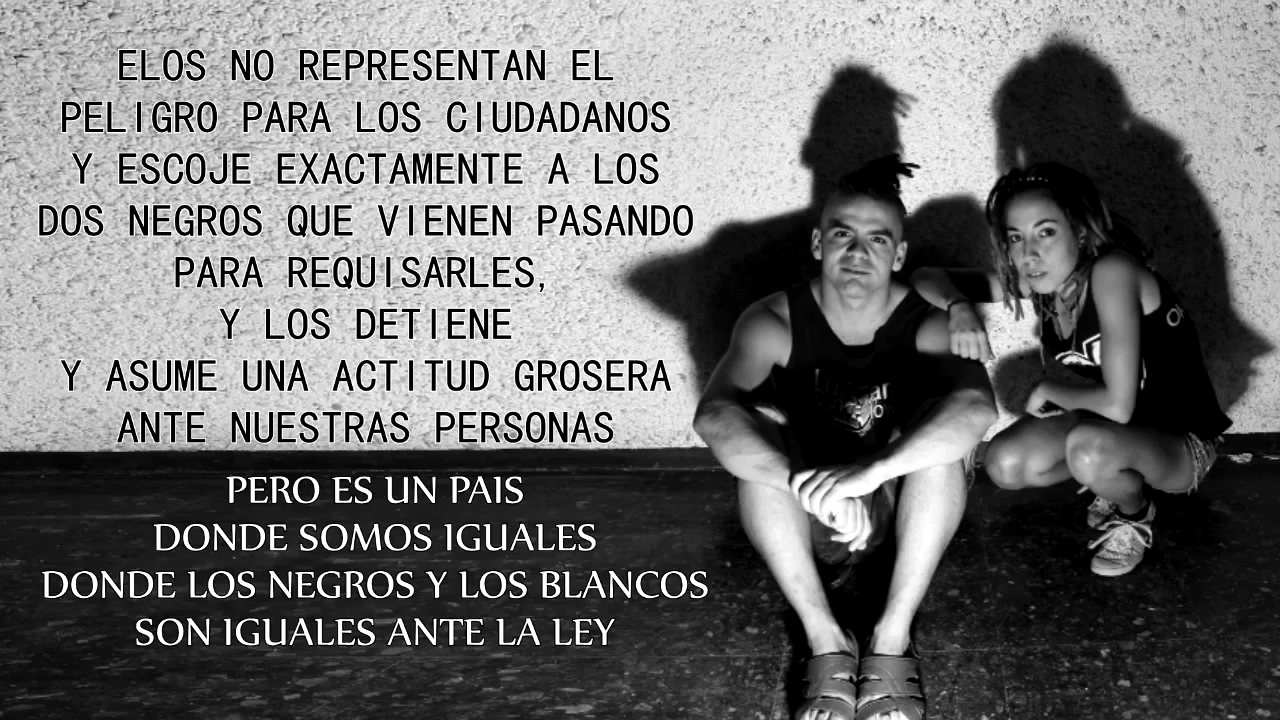 ELOS NO REPRESENTAN EL
PELIGRO PARA LOS CIUDADANOS
Y ESCOJE EXACTAMENTE A LOS
DOS NEGROS QUE VIENEN PASANDO
PARA REQUISARLES,
Y LOS DETIENE
Y ASUME UNA ACTITUD GROSERA
ANTE NUESTRAS PERSONAS
PERO ES UN PAIS
DONDE SOMOS IGUALES
DONDE LOS NEGROS Y LOS BLANCOS
SON IGUALES ANTE LA LEY